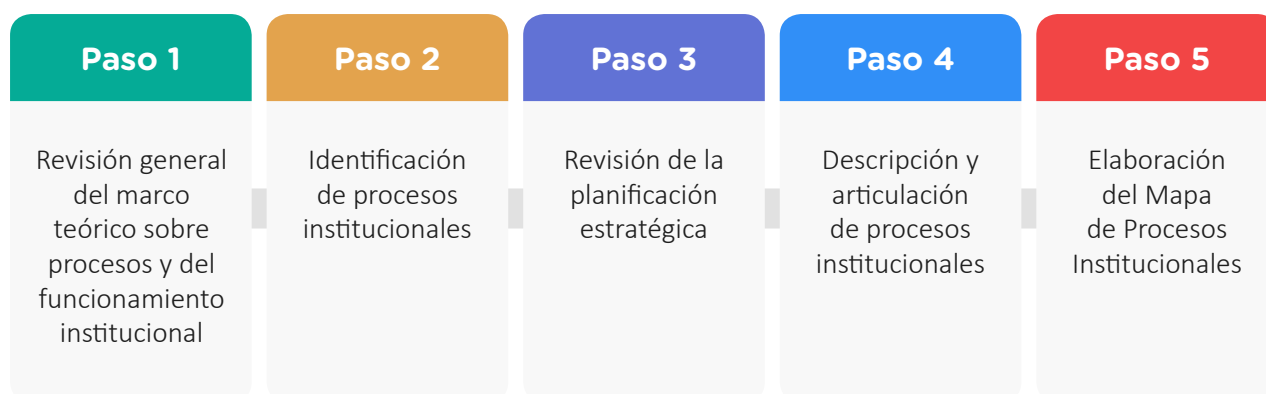 Paso 1
Revisión general
del marco
teórico sobre
procesos y del
funcionamiento
institucional
Paso 2
Identificación
de procesos
institucionales
Paso 3
Revisión de la
planificación
estratégica
Paso 4
Descripción y
articulación
de procesos
institucionales
Paso 5
Elaboración
del Mapa
de Procesos
Institucionales